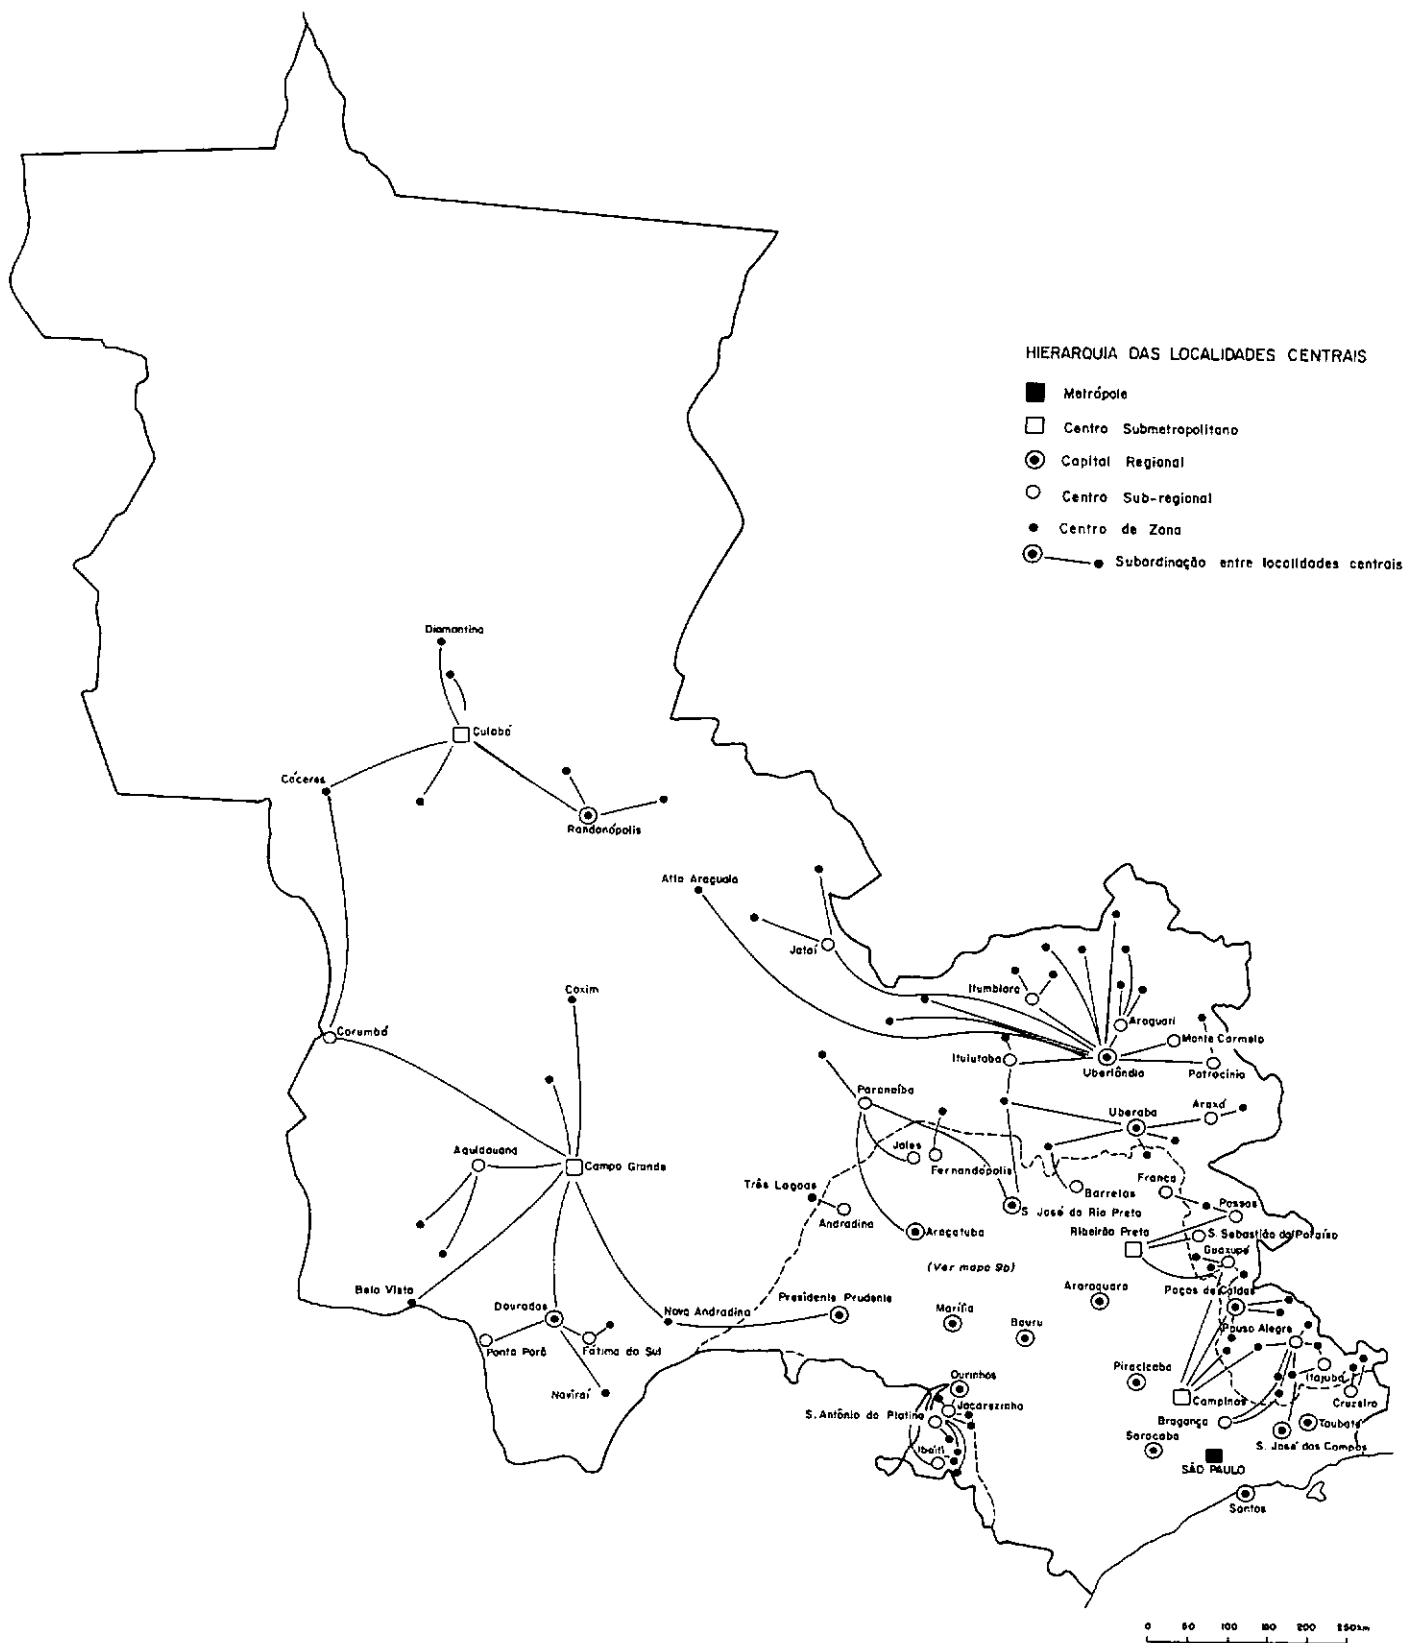 HIERARQUIA DAS LOCALIDADES CENTRAIS
Metrópole
Centro Submetropolitano
Capital Regional
Centro Sub-regional
Centro de Zona
Subordinação entre localidades centrais
Diamantina
Cuiabá
Cáceres
Rondonópolis
Alto Araguaia
Jataí
Itumbiara
Coxim
Araguari
Corumbá
Monte Carmelo
Ituiutaba
Uberlândia
Patrocínio
Paranaíba
Uberaba
Araxá
Aquidauana
Campo Grande
Jales
Fernandópolis
Franca
Três Lagoas
Barretos
Passos
Andradina
S. José do Rio Preto
Ribeirão Preto
Araçatuba
S. Sebastião do Paraíso
Guaxupé
(Ver mapa 9b)
Bela Vista
Araraquara
Poços de Caldas
Dourados
Nova Andradina
Presidente Prudente
Marília
Bauru
Pouso Alegre
Ponta Porã
Fátima do Sul
Piracicaba
Itajubá
Naviraí
Ourinhos
Campinas
Cruzeiro
Jacarezinho
S. Antônio da Platina
Bragança
Taubaté
Sorocaba
S. José dos Campos
Ibaiti
SÃO PAULO
Santos
0 50 100 150 200 250km